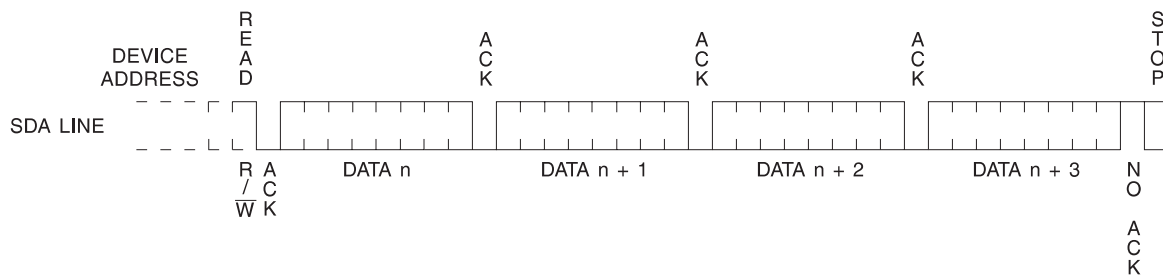 DEVICE
ADDRESS
READ
ACK
ACK
ACK
STOP
SDA LINE
R/W
ACK
DATA n
DATA n + 1
DATA n + 2
DATA n + 3
NO ACK